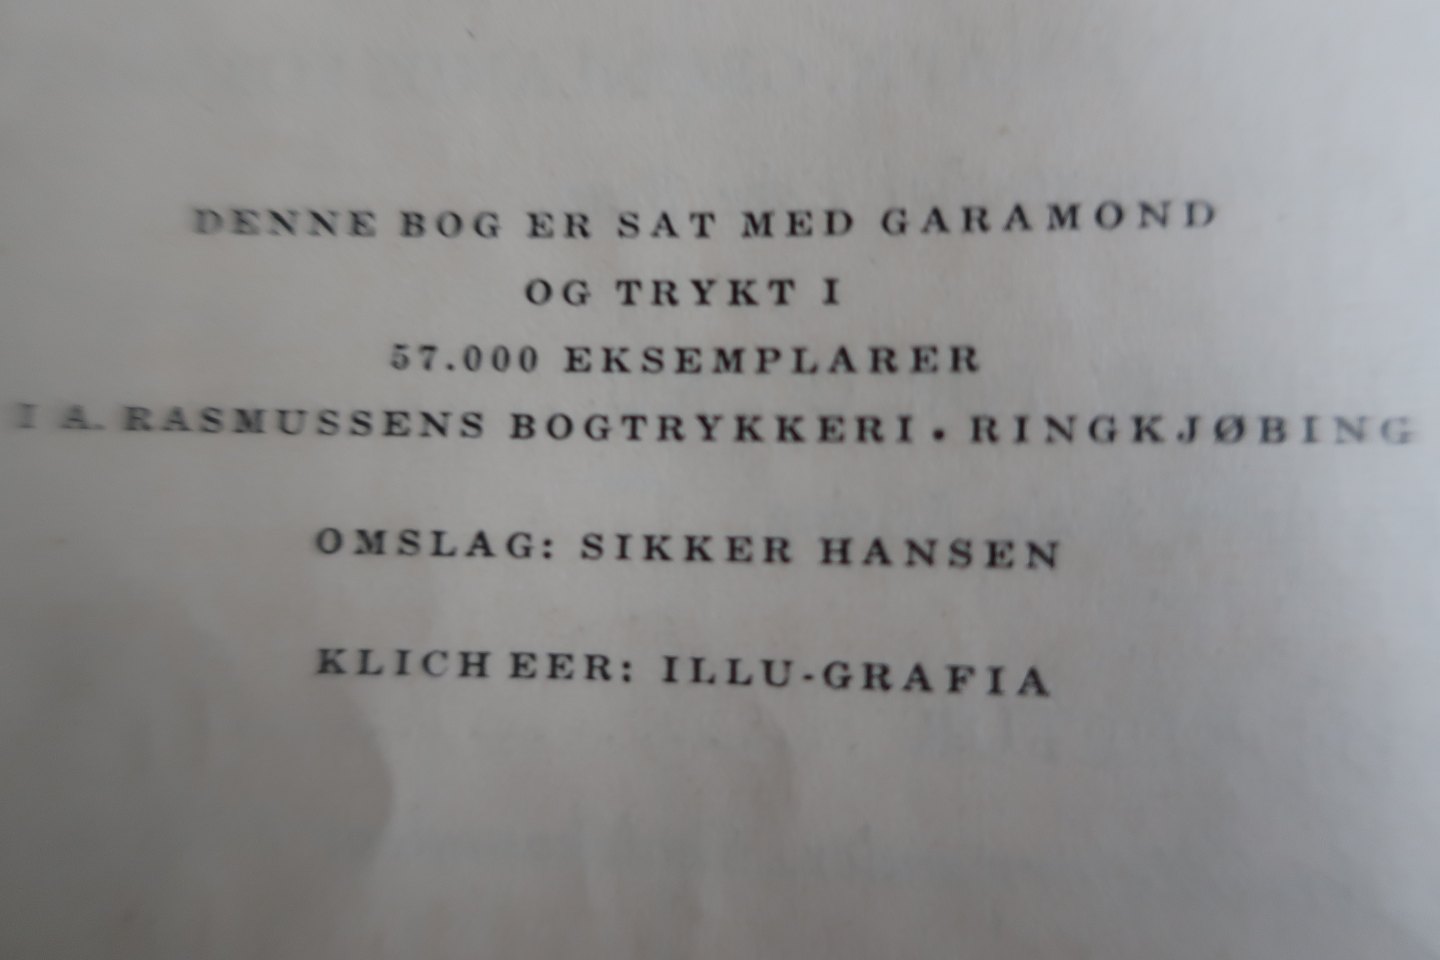 DENNE BOG ER SAT MED GARAMOND
OG TRYKT I
57.000 EKSEMPLARER
I A. RASMUSSENS BOGTRYKKERI • RINGKJØBING
OMSLAG: SIKKER HANSEN
KLICHEER: ILLU-GRAFIA